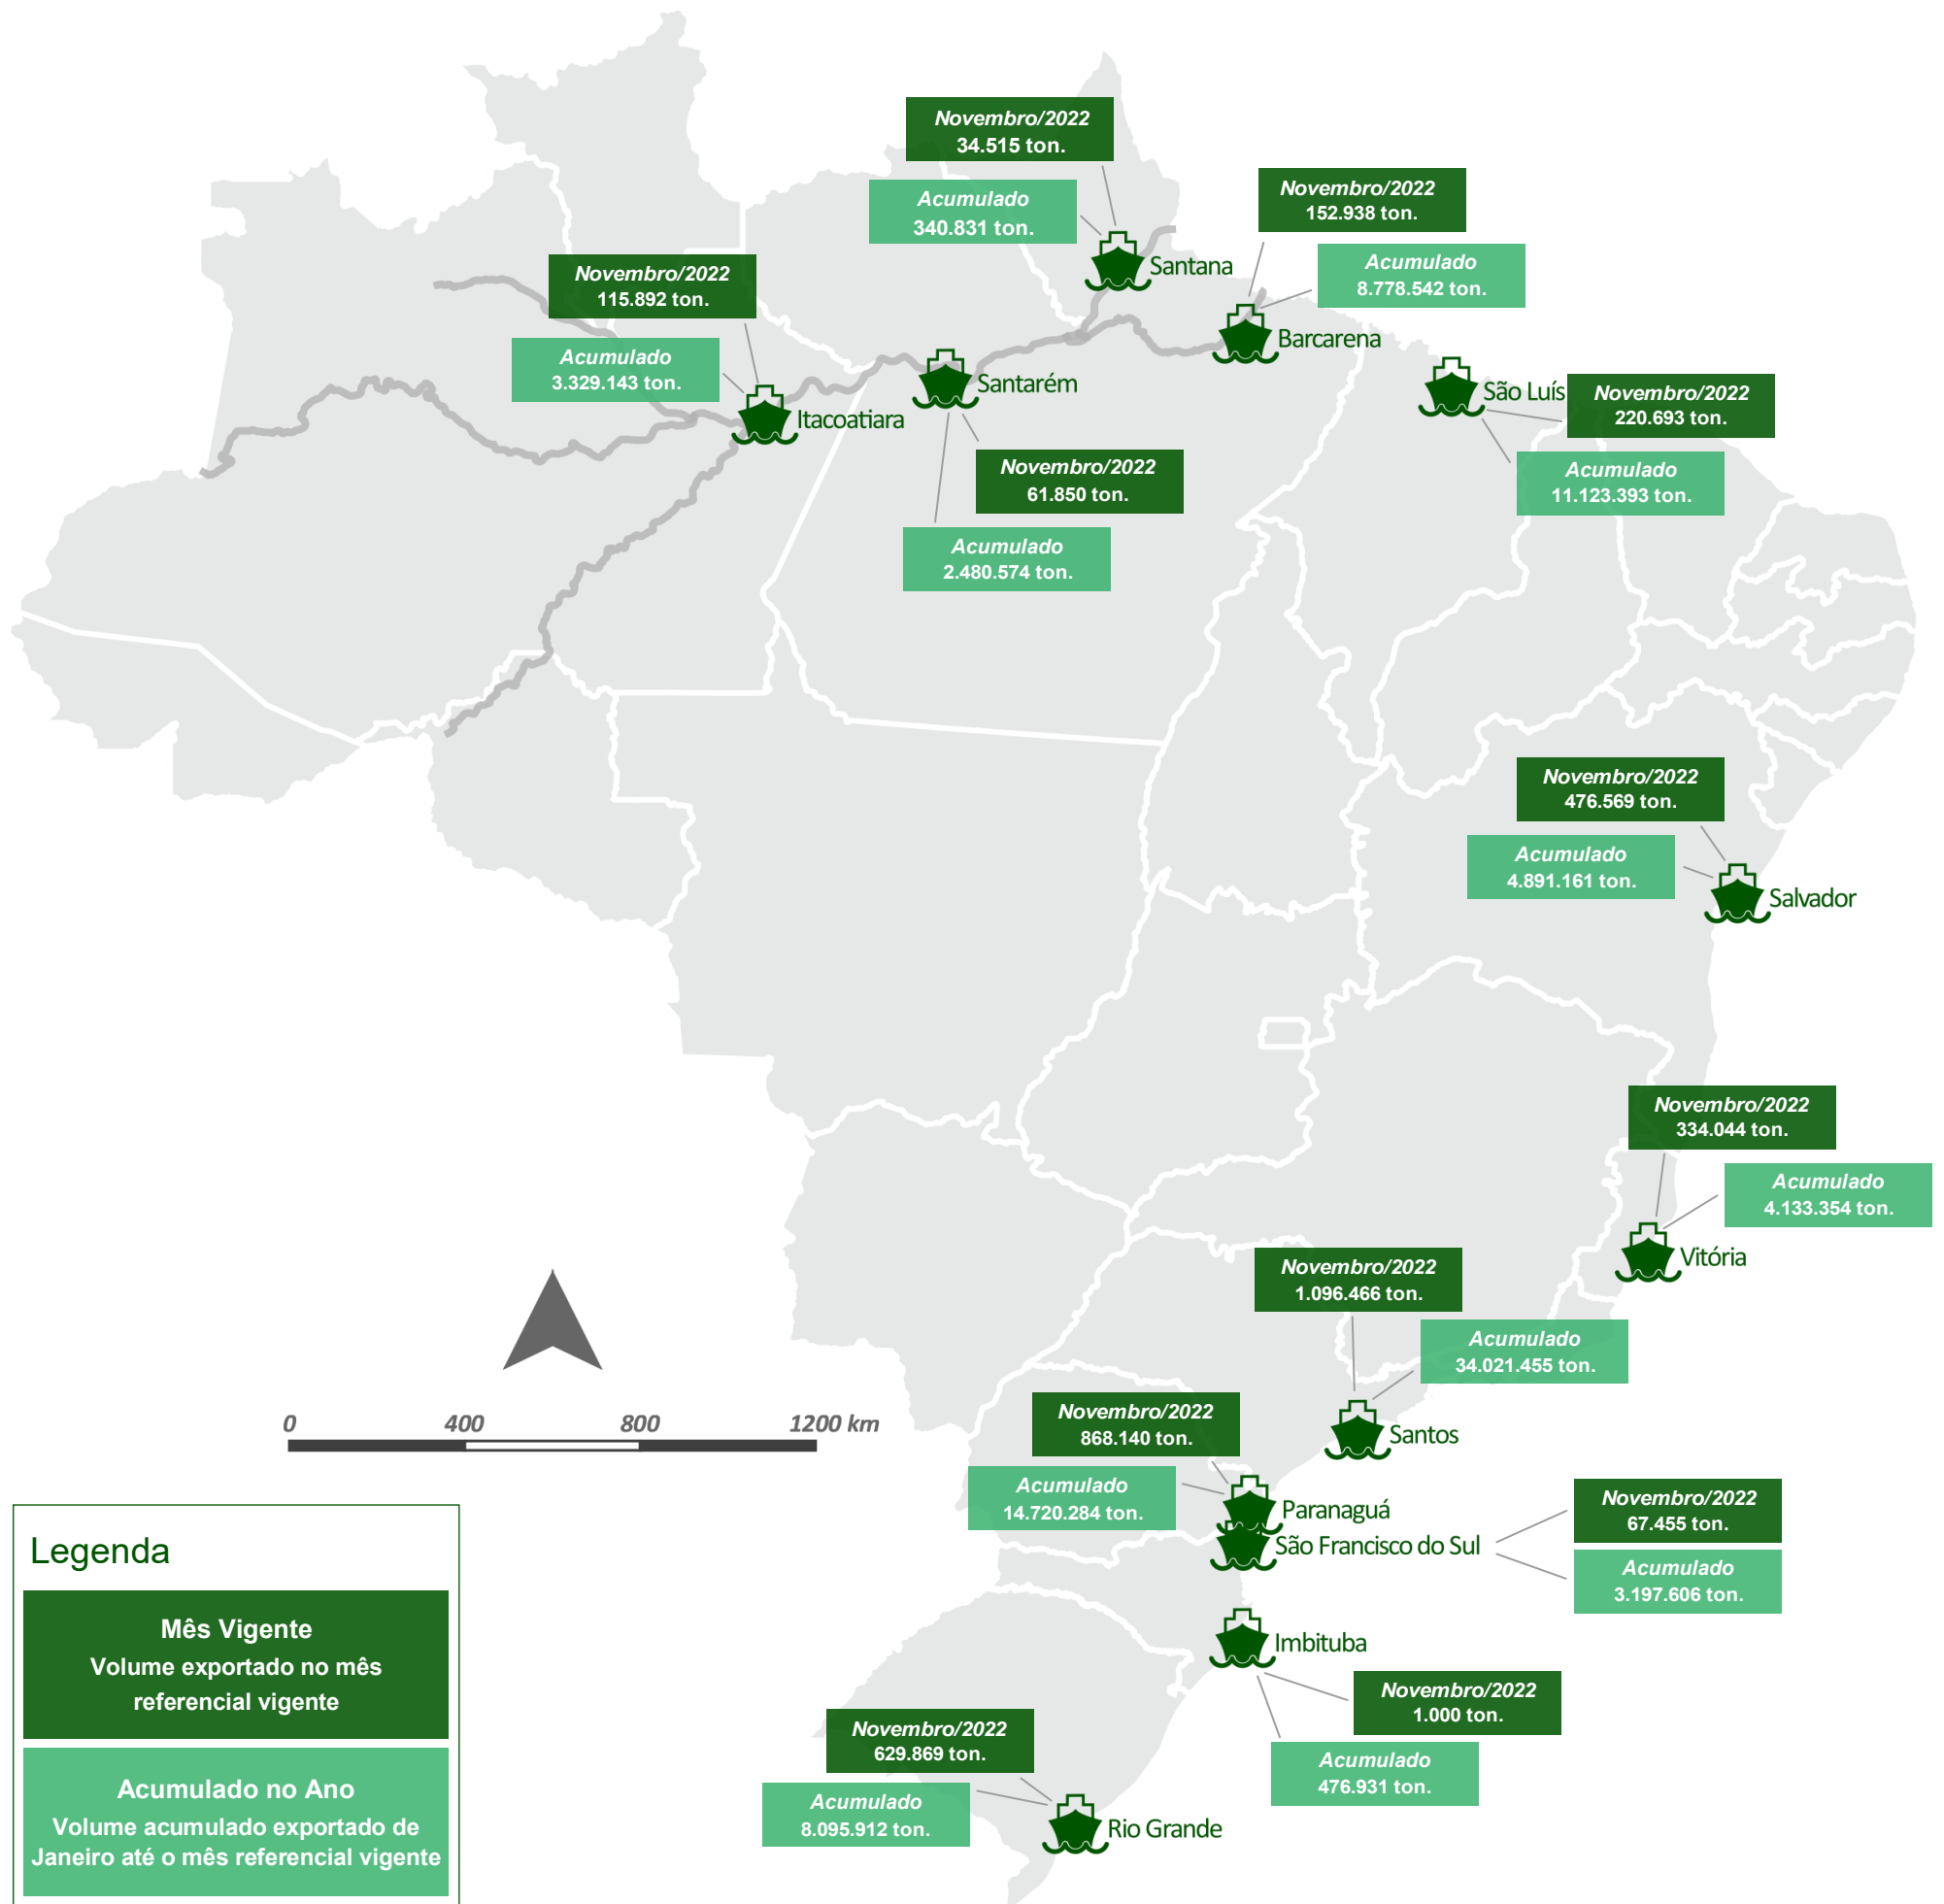 Novembro/2022
34.515 ton.
Acumulado
340.831 ton.
Santana
Novembro/2022
152.938 ton.
Acumulado
8.778.542 ton.
Barcarena
Novembro/2022
115.892 ton.
Acumulado
3.329.143 ton.
Itacoatiara
Santarém
Novembro/2022
61.850 ton.
Acumulado
2.480.574 ton.
São Luís
Novembro/2022
220.693 ton.
Acumulado
11.123.393 ton.
Novembro/2022
476.569 ton.
Acumulado
4.891.161 ton.
Salvador
Novembro/2022
334.044 ton.
Acumulado
4.133.354 ton.
Vitória
Novembro/2022
1.096.466 ton.
Acumulado
34.021.455 ton.
Santos
Novembro/2022
868.140 ton.
Acumulado
14.720.284 ton.
Paranaguá
São Francisco do Sul
Novembro/2022
67.455 ton.
Acumulado
3.197.606 ton.
Imbituba
Novembro/2022
1.000 ton.
Acumulado
476.931 ton.
Novembro/2022
629.869 ton.
Acumulado
8.095.912 ton.
Rio Grande
0 400 800 1200 km
Legenda
Mês Vigente
Volume exportado no mês
referencial vigente
Acumulado no Ano
Volume acumulado exportado de
Janeiro até o mês referencial vigente